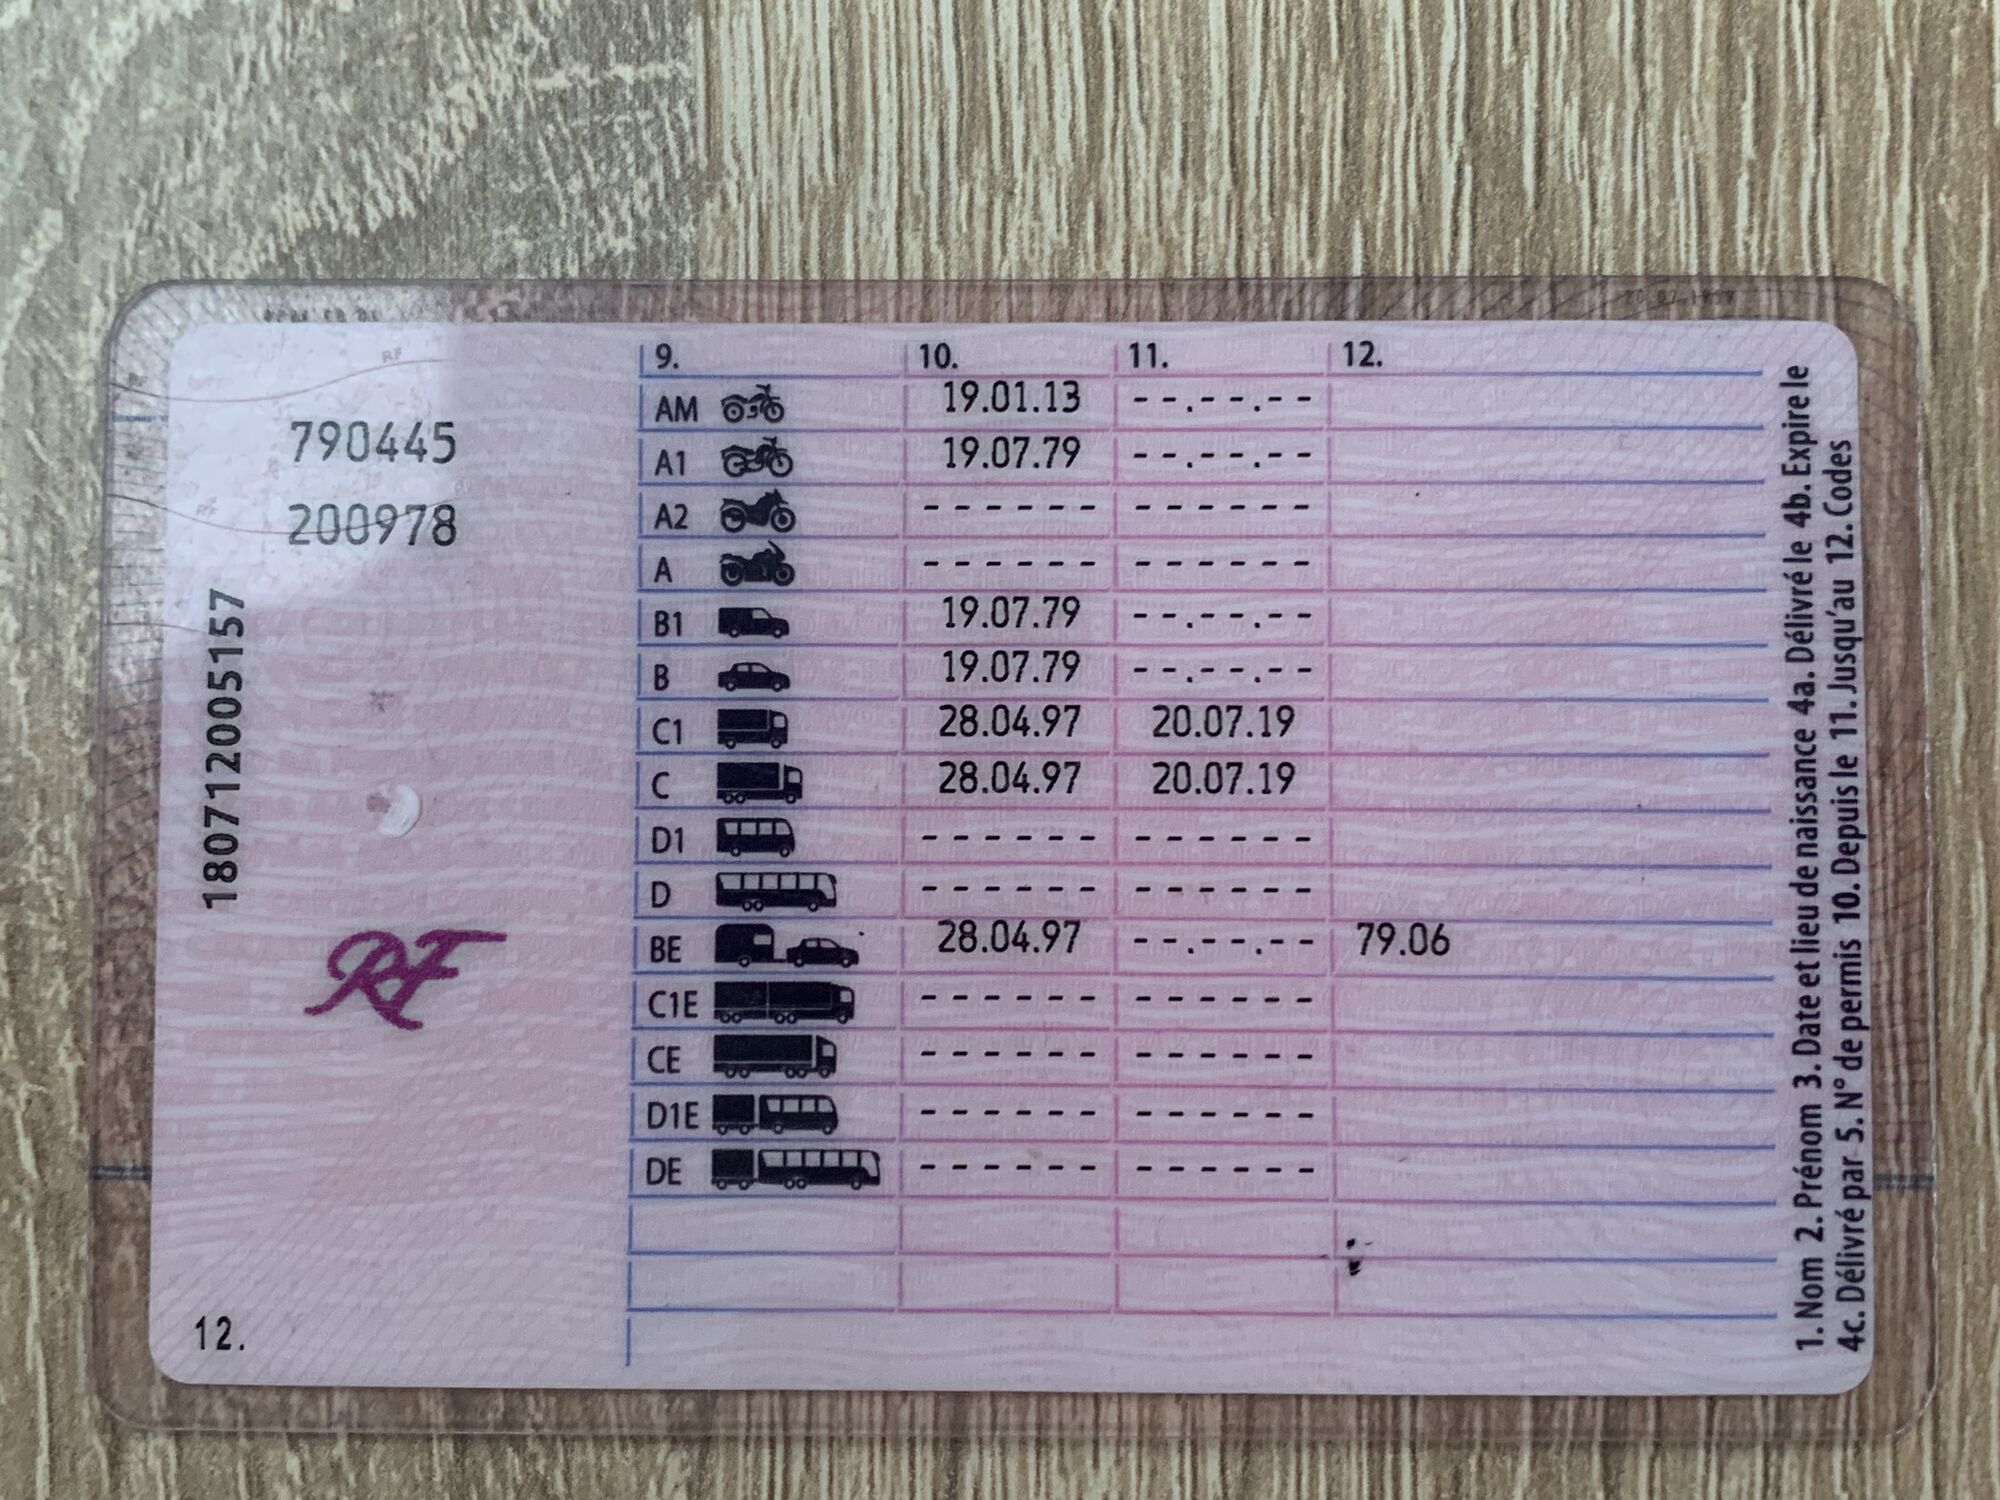 790445
200978
180712005157
RF
12.
9. 10. 11. 12.
AM 19.01.13 --.--.--
A1 19.07.79 --.--.--
A2 ------ ------
A ------ ------
B1 19.07.79 --.--.--
B 19.07.79 --.--.--
C1 28.04.97 20.07.19
C 28.04.97 20.07.19
D1 ------ ------
D ------ ------
BE 28.04.97 --.--.-- 79.06
C1E ------ ------
CE ------ ------
D1E ------ ------
DE ------ ------
1. Nom 2. Prénom 3. Date et lieu de naissance 4a. Délivré le 4b. Expire le
4c. Délivré par 5. N° de permis 10. Depuis le 11. Jusqu'au 12. Codes